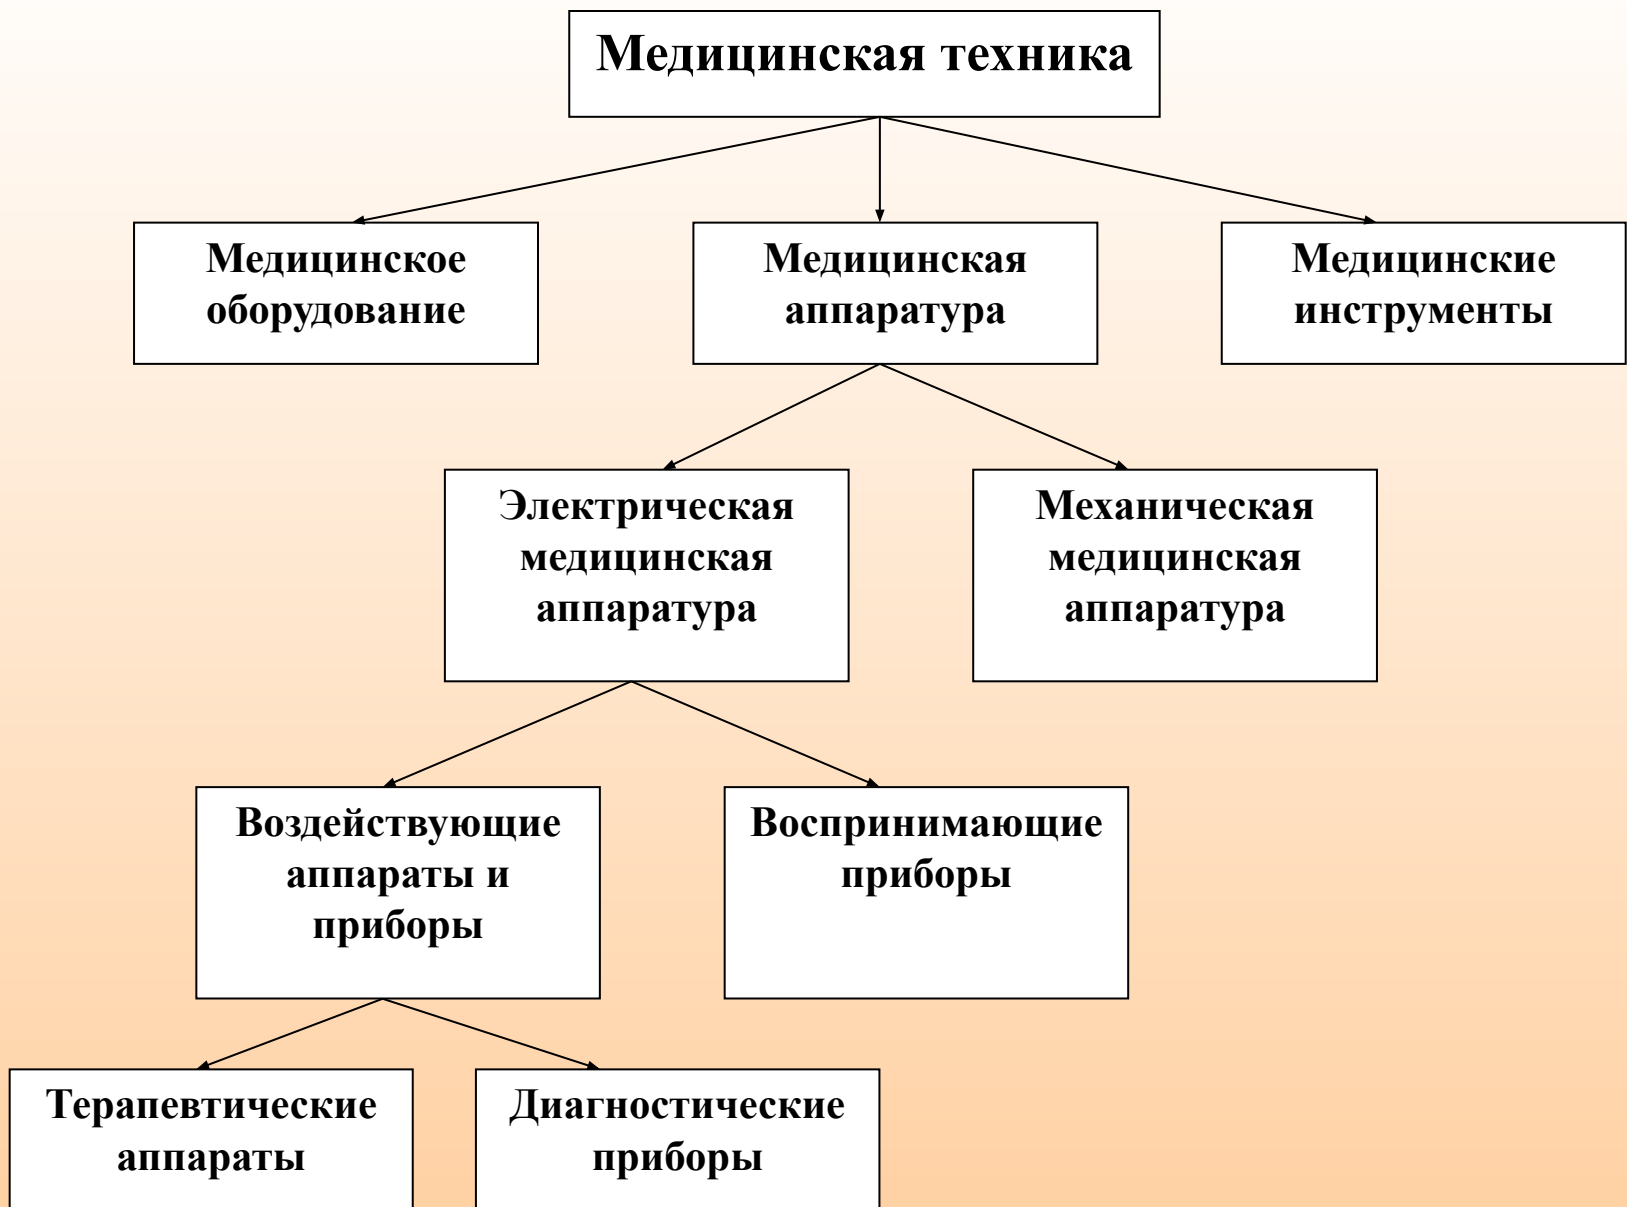 Медицинская техника
Медицинское
оборудование
Медицинская
аппаратура
Медицинские
инструменты
Электрическая
медицинская
аппаратура
Механическая
медицинская
аппаратура
Воздействующие
аппараты и
приборы
Воспринимающие
приборы
Терапевтические
аппараты
Диагностические
приборы